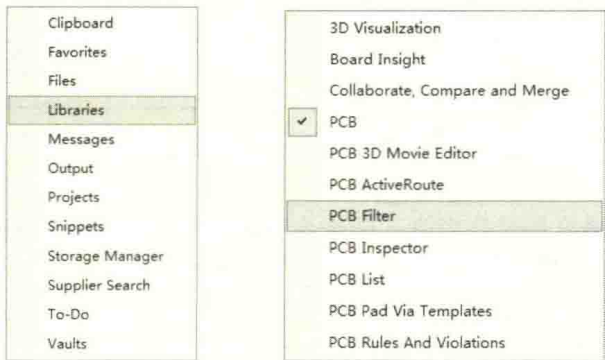 Clipboard
Favorites
Files
Libraries
Messages
Output
Projects
Snippets
Storage Manager
Supplier Search
To-Do
Vaults
3D Visualization
Board Insight
Collaborate, Compare and Merge
PCB
PCB 3D Movie Editor
PCB ActiveRoute
PCB Filter
PCB Inspector
PCB List
PCB Pad Via Templates
PCB Rules And Violations